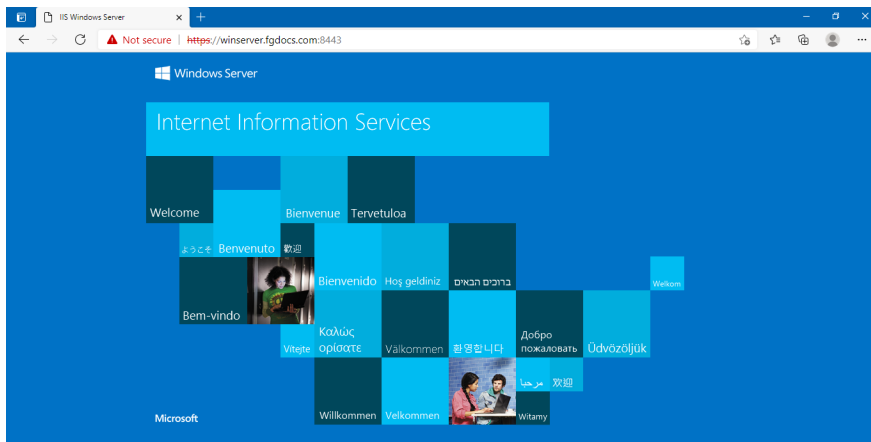 IIS Windows Server
Not secure | https://winserver.fgdocs.com:8443
Windows Server
Internet Information Services
Welcome
Bienvenue
Tervetuloa
ようこそ
Benvenuto
歡迎
Bienvenido
Hoş geldiniz
ברוכים הבאים
Welkom
Bem-vindo
Vítejte
Καλώς
ορίσατε
Välkommen
환영합니다
Добро
пожаловать
Üdvözöljük
Willkommen
Velkommen
مرحبا
欢迎
Witamy
Microsoft